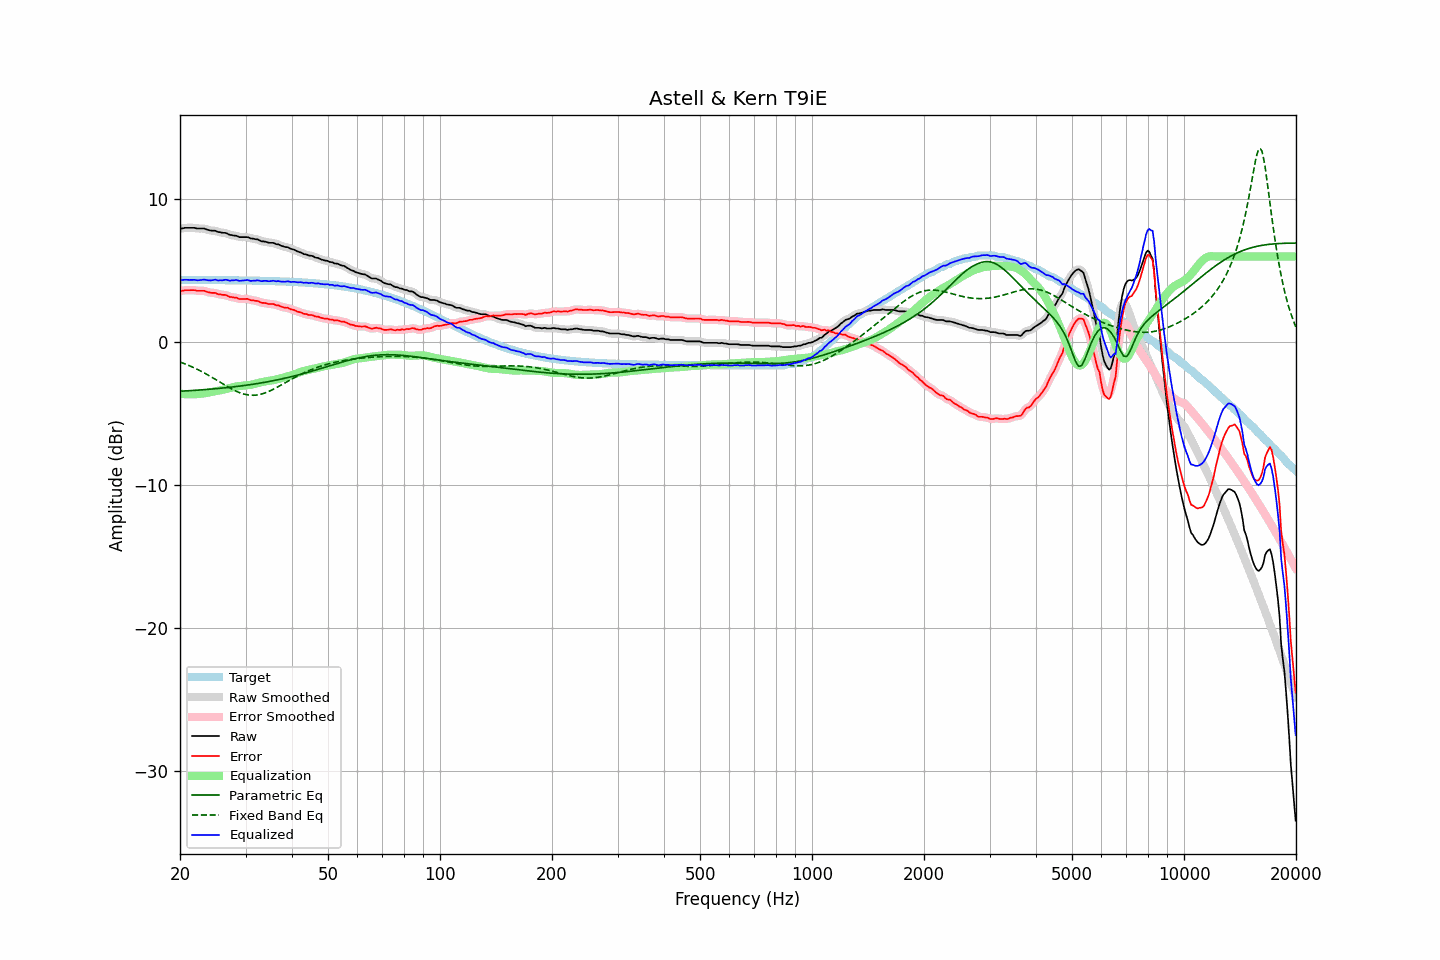 Astell & Kern T9iE
Amplitude (dBr)
10
0
−10
−20
−30
Target
Raw Smoothed
Error Smoothed
Raw
Error
Equalization
Parametric Eq
Fixed Band Eq
Equalized
20 50 100 200 500 1000 2000 5000 10000 20000
Frequency (Hz)